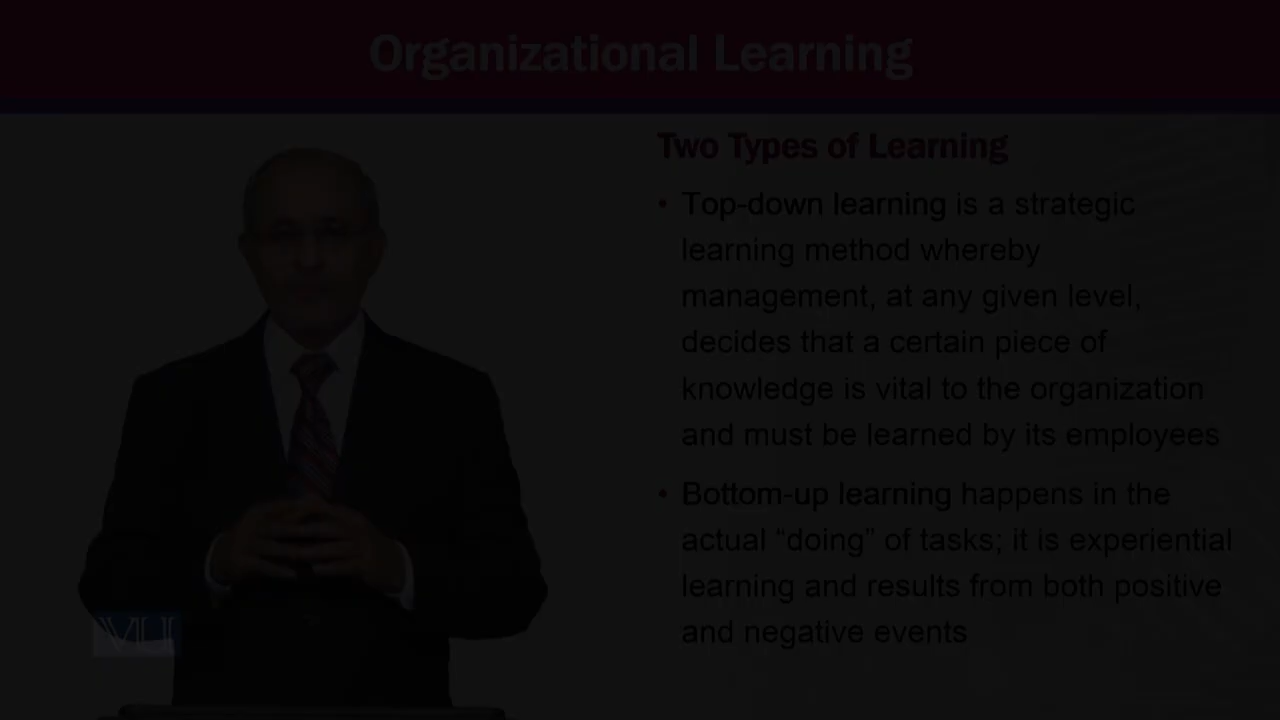 Organizational Learning
Two Types of Learning
• Top-down learning is a strategic
learning method whereby
management, at any given level,
decides that a certain piece of
knowledge is vital to the organization
and must be learned by its employees
• Bottom-up learning happens in the
actual “doing” of tasks; it is experiential
learning and results from both positive
and negative events
VU